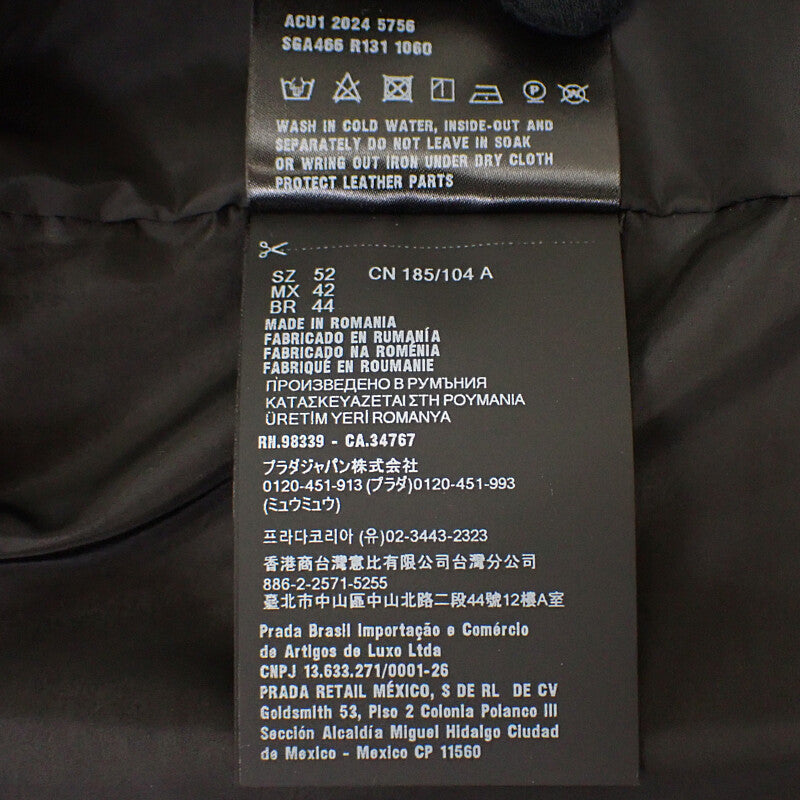 ACU1 2024 5756
SGA466 R131 1060
WASH IN COLD WATER, INSIDE-OUT AND
SEPARATELY DO NOT LEAVE IN SOAK
OR WRING OUT IRON UNDER DRY CLOTH
PROTECT LEATHER PARTS
SZ 52 CN 185/104 A
MX 42
BR 44
MADE IN ROMANIA
FABRICADO EN RUMANÍA
FABRICADO NA ROMÉNIA
FABRIQUÉ EN ROUMANIE
ПРОИЗВЕДЕНО В РУМЪНИЯ
ΚΑΤΑΣΚΕΥΑΖΕΤΑΙ ΣΤΗ ΡΟΥΜΑΝΙΑ
ÜRETİM YERİ ROMANYA
RN.98339 - CA.34767
プラダジャパン株式会社
0120-451-913 (プラダ)0120-451-993
(ミュウミュウ)
프라다코리아 (유)02-3443-2323
香港商台灣意比有限公司台灣分公司
886-2-2571-5255
臺北市中山區中山北路二段44號12樓A室
Prada Brasil Importação e Comércio
de Artigos de Luxo Ltda
CNPJ 13.633.271/0001-26
PRADA RETAIL MÉXICO, S DE RL DE CV
Goldsmith 53, Piso 2 Colonia Polanco III
Sección Alcaldía Miguel Hidalgo Ciudad
de Mexico - Mexico CP 11560